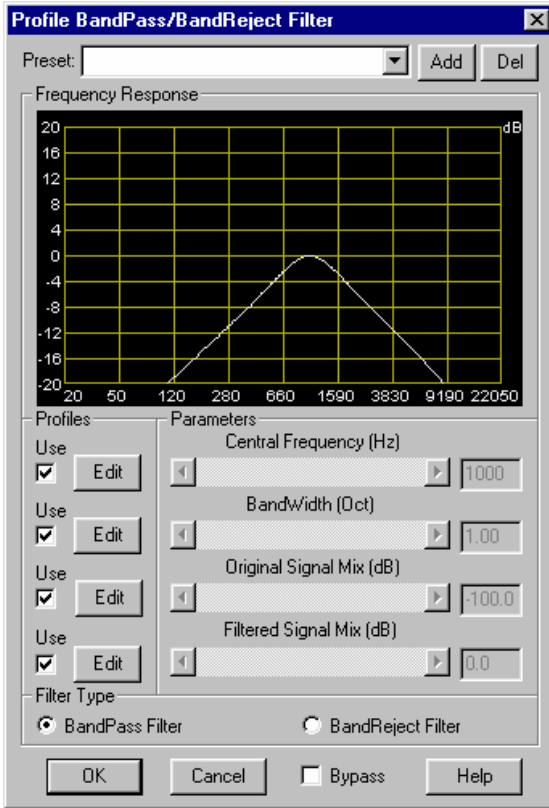 Profile BandPass/BandReject Filter
Preset: Add Del
Frequency Response
20 dB
16
12
8
4
0
-4
-8
-12
-16
-20
20 50 120 280 660 1590 3830 9190 22050
Profiles Parameters
Central Frequency (Hz)
Use
Edit 1000
BandWidth (Oct)
Use
Edit 1.00
Original Signal Mix (dB)
Use
Edit -100.0
Filtered Signal Mix (dB)
Use
Edit 0.0
Filter Type
BandPass Filter BandReject Filter
OK Cancel Bypass Help